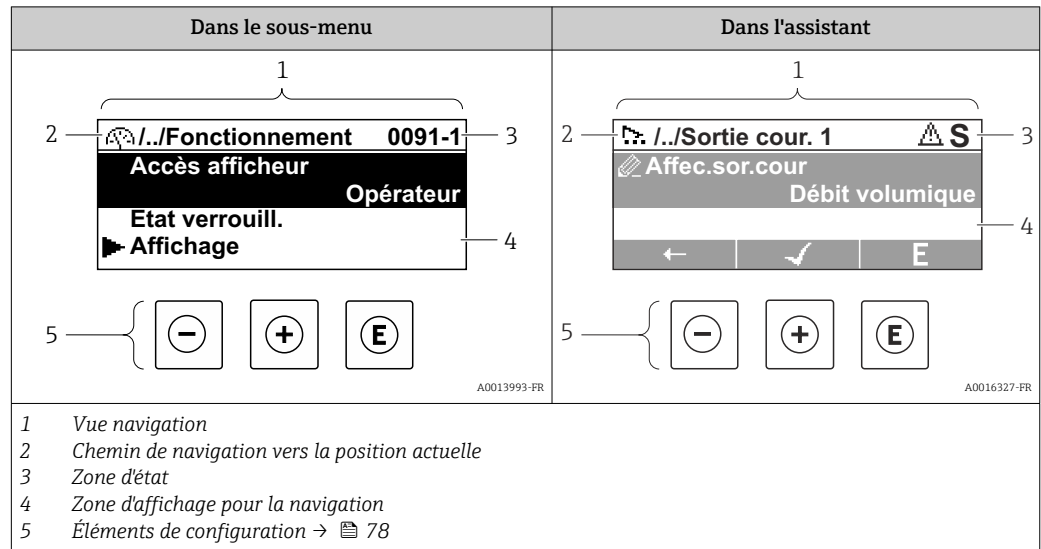 Dans le sous-menu
1
2
/../Fonctionnement 0091-1
3
Accès afficheur
Opérateur
Etat verrouill.
Affichage
4
5
E
A0013993-FR
Dans l'assistant
1
2
/../Sortie cour. 1 S
3
Affec.sor.cour
Débit volumique
4
← ✓ E
5
E
A0016327-FR
1 Vue navigation
2 Chemin de navigation vers la position actuelle
3 Zone d'état
4 Zone d'affichage pour la navigation
5 Éléments de configuration → 78